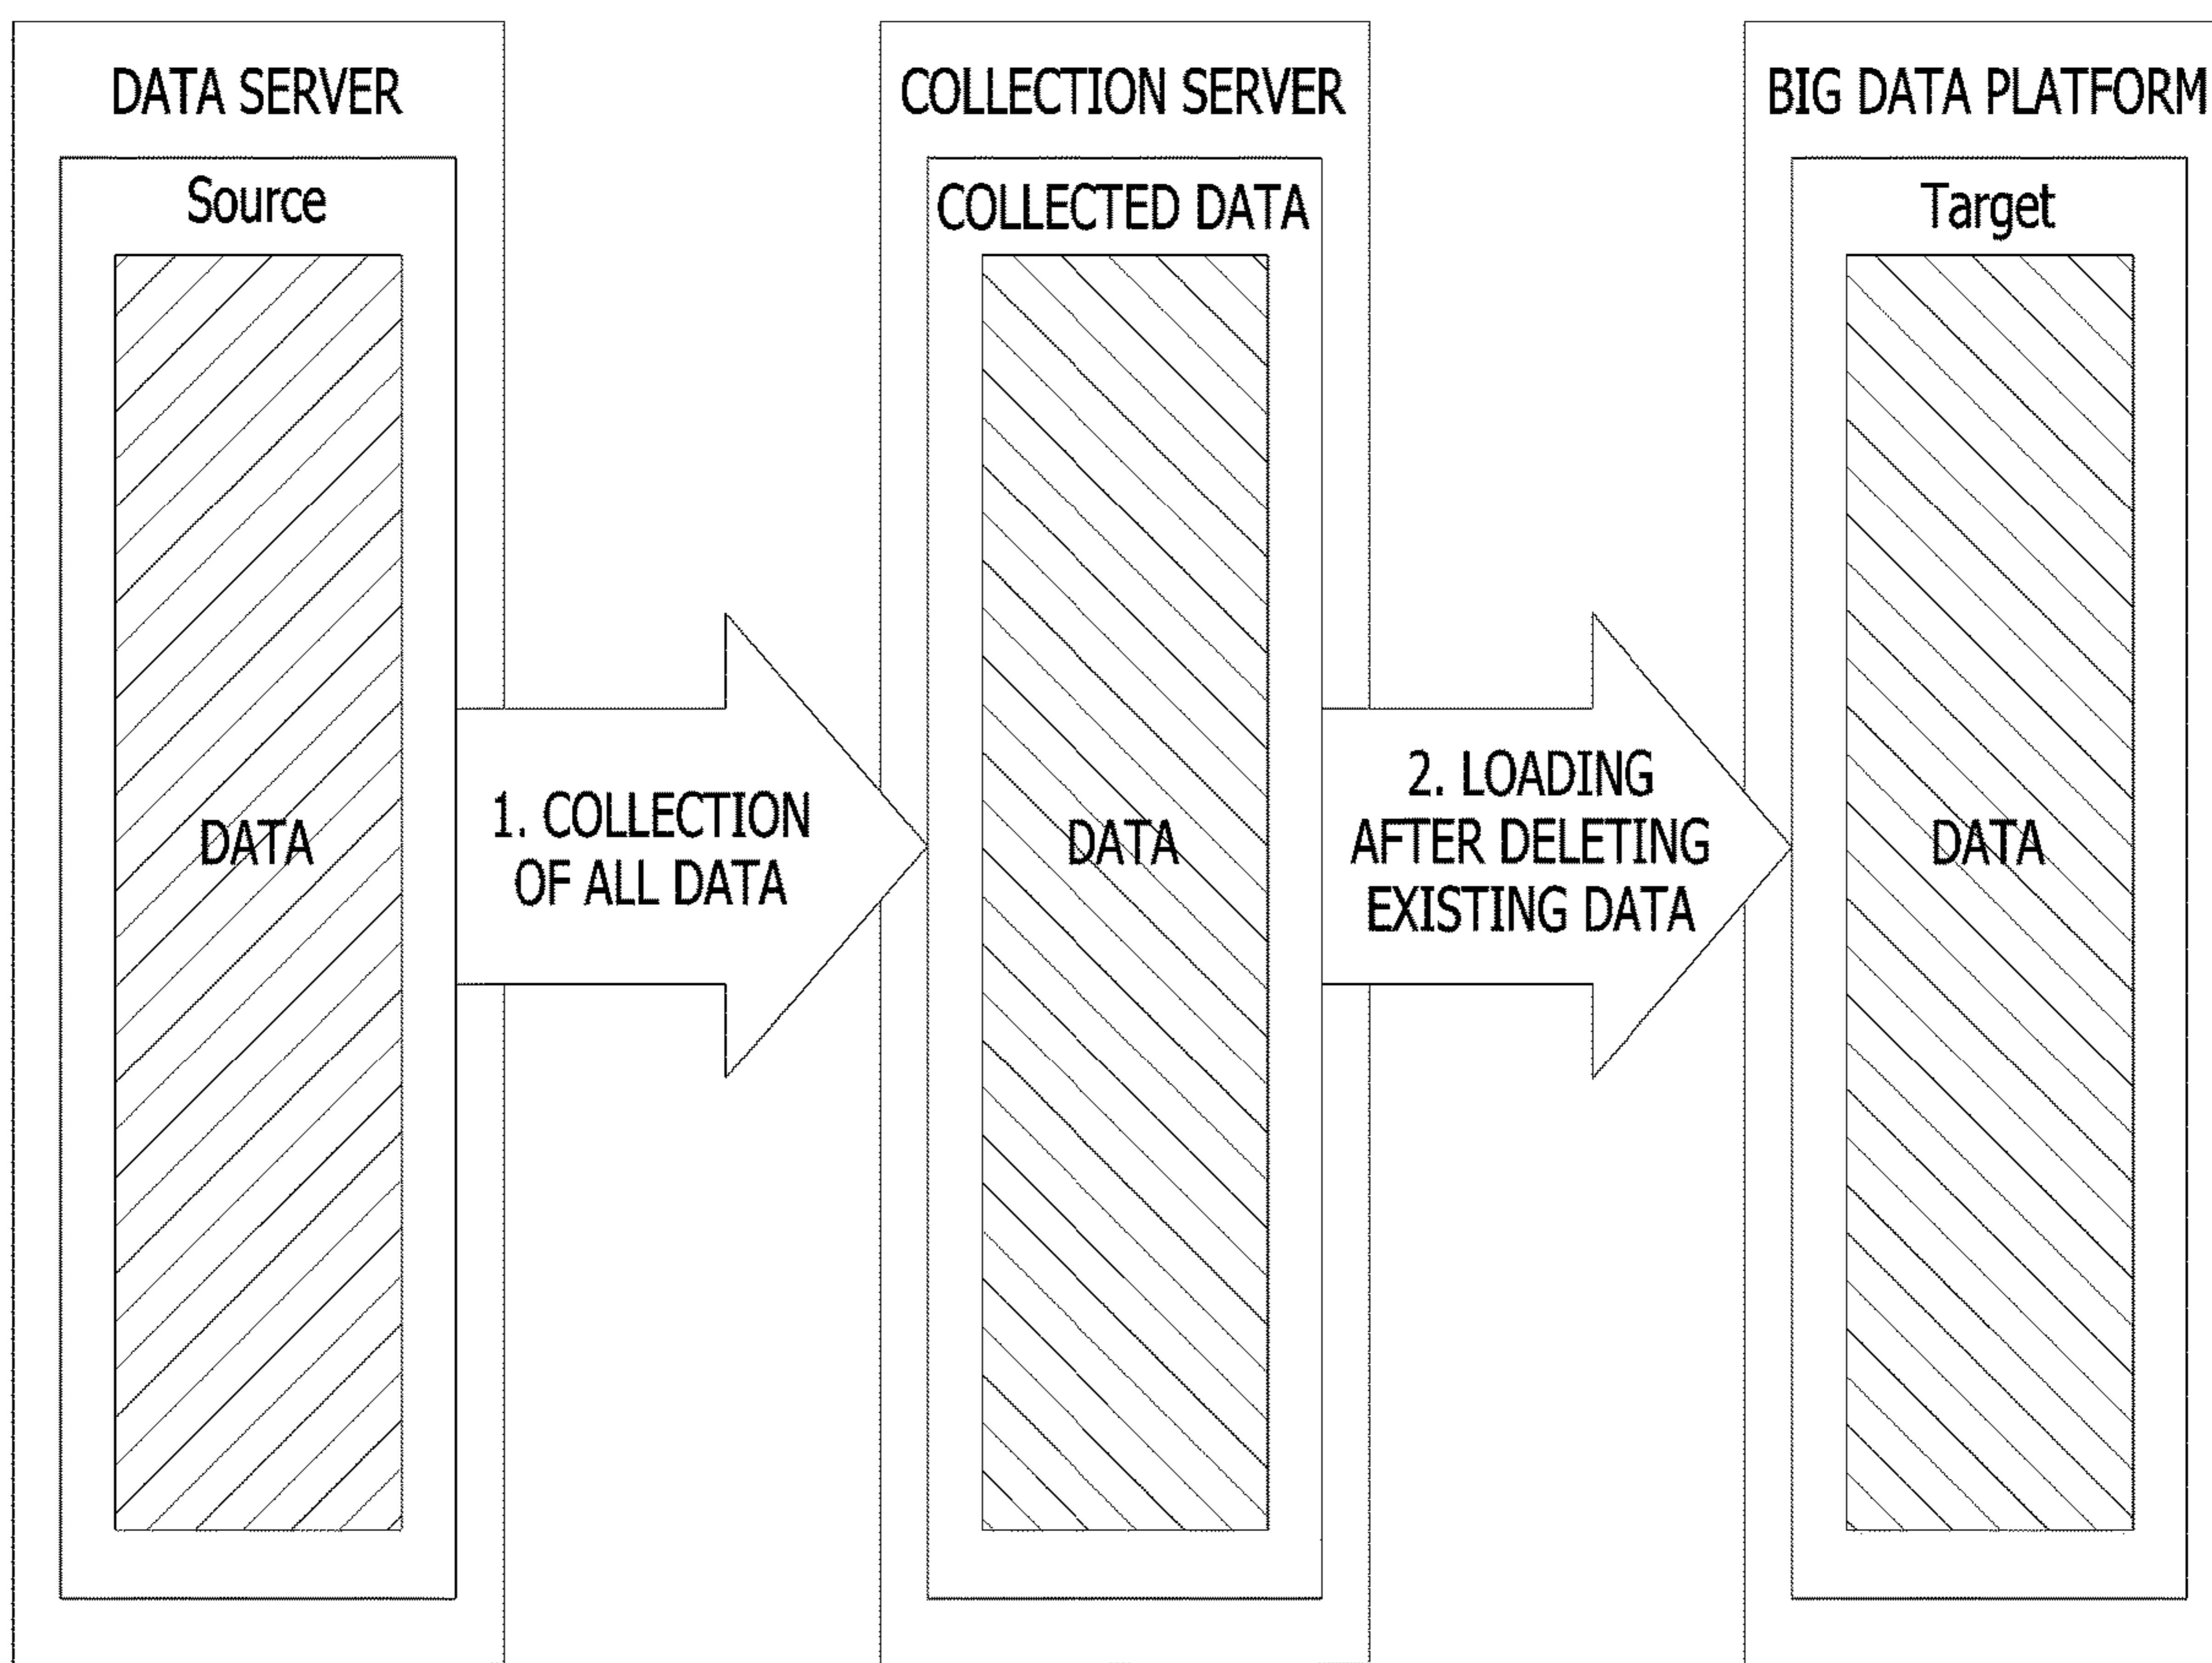 DATA SERVER
Source
DATA
1. COLLECTION
OF ALL DATA
COLLECTION SERVER
COLLECTED DATA
DATA
2. LOADING
AFTER DELETING
EXISTING DATA
BIG DATA PLATFORM
Target
DATA